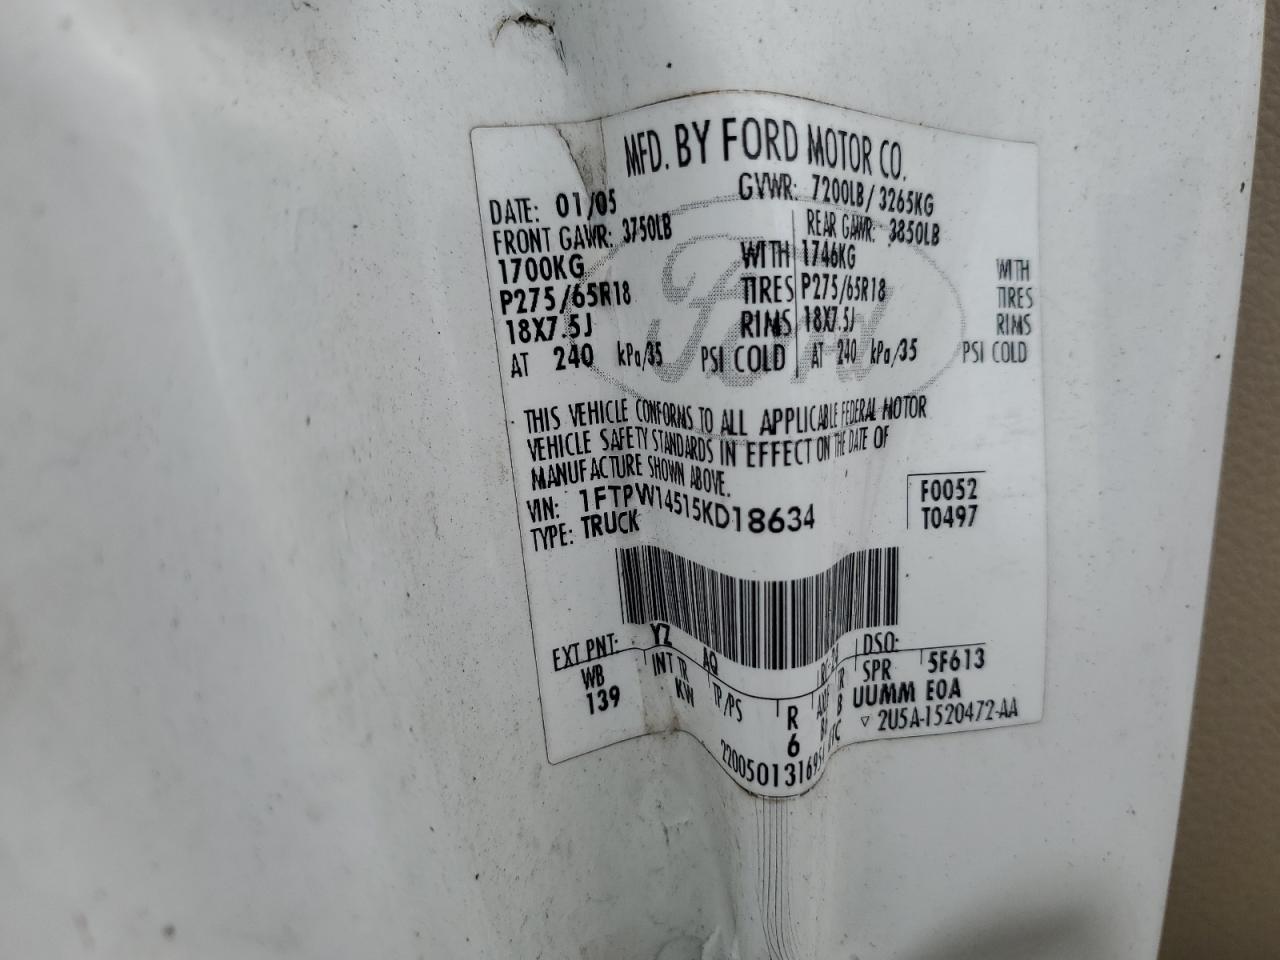 MFD. BY FORD MOTOR CO.
DATE: 01/05 GVWR: 7200LB/3265KG
FRONT GAWR: 3750LB REAR GAWR: 3850LB
1700KG WITH 1746KG WITH
P275/65R18 TIRES P275/65R18 TIRES
18X7.5J RIMS 18X7.5J RIMS
AT 240 kPa/35 PSI COLD AT 240 kPa/35 PSI COLD
THIS VEHICLE CONFORMS TO ALL APPLICABLE FEDERAL MOTOR
VEHICLE SAFETY STANDARDS IN EFFECT ON THE DATE OF
MANUFACTURE SHOWN ABOVE.
VIN: 1FTPW14515KD18634 F0052
TYPE: TRUCK T0497
EXT PNT: YZ AQ DSO:
WB INT TR TP/PS R SPR 5F613
139 KW 6 UUMM E0A
▽ 2U5A-1520472-AA
Ford